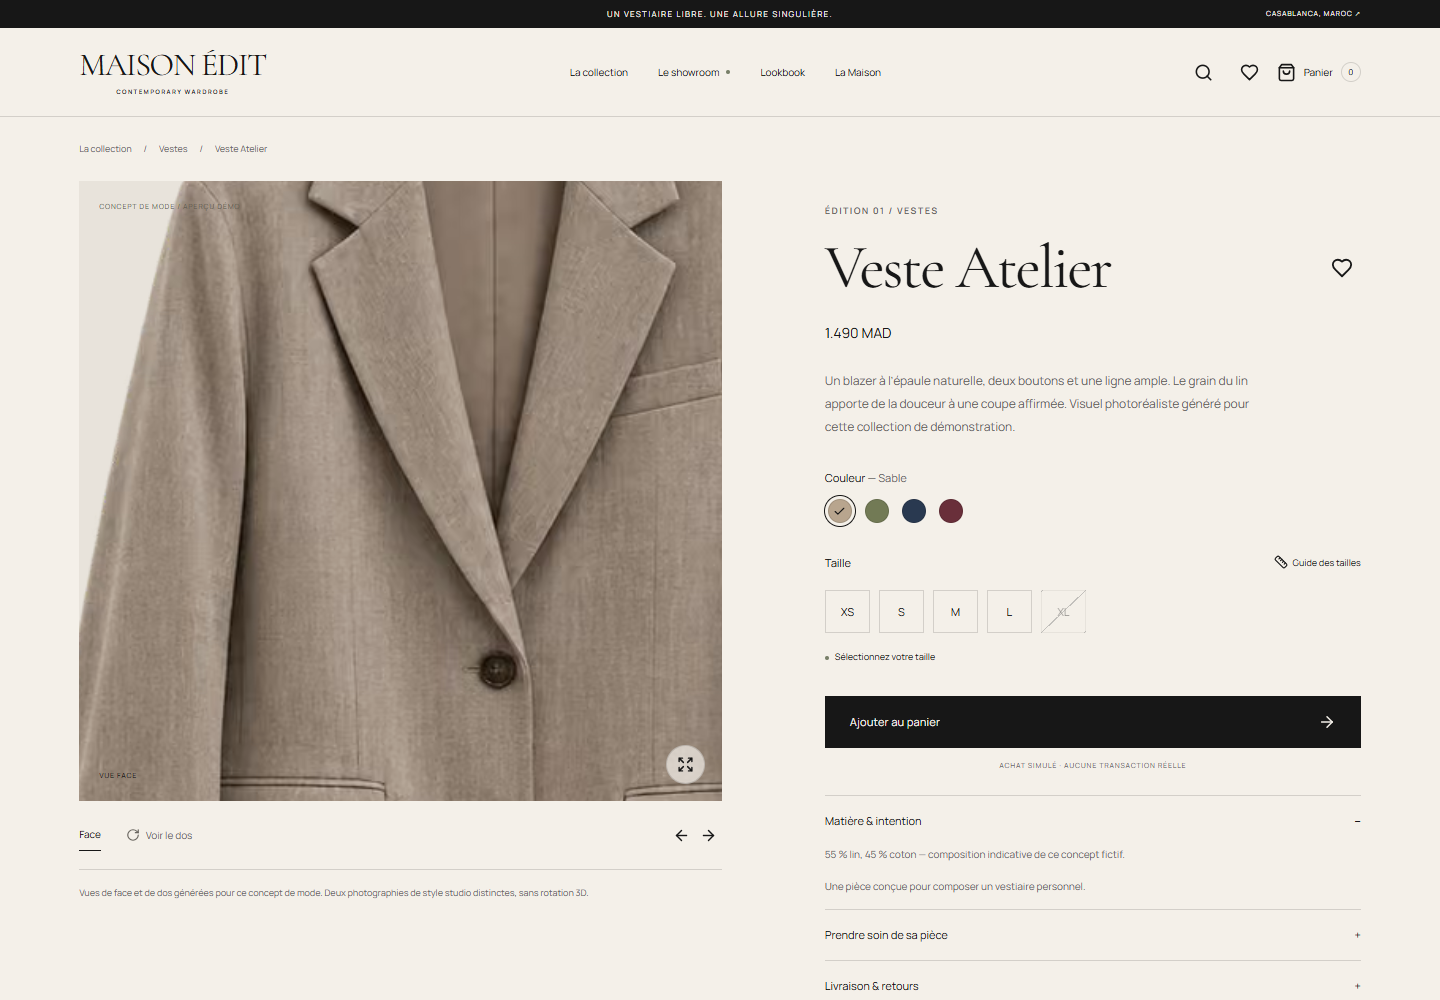 UN VESTIAIRE LIBRE. UNE ALLURE SINGULIÈRE.
CASABLANCA, MAROC ↗
MAISON ÉDIT
CONTEMPORARY WARDROBE
La collection
Le showroom
Lookbook
La Maison
Panier 0
La collection / Vestes / Veste Atelier
CONCEPT DE MODE / APERÇU DÉMO
VUE FACE
Face
Voir le dos
Vues de face et de dos générées pour ce concept de mode. Deux photographies de style studio distinctes, sans rotation 3D.
ÉDITION 01 / VESTES
Veste Atelier
1.490 MAD
Un blazer à l'épaule naturelle, deux boutons et une ligne ample. Le grain du lin
apporte de la douceur à une coupe affirmée. Visuel photoréaliste généré pour
cette collection de démonstration.
Couleur — Sable
Taille
Guide des tailles
XS S M L XL
Sélectionnez votre taille
Ajouter au panier
ACHAT SIMULÉ · AUCUNE TRANSACTION RÉELLE
Matière & intention −
55 % lin, 45 % coton — composition indicative de ce concept fictif.
Une pièce conçue pour composer un vestiaire personnel.
Prendre soin de sa pièce +
Livraison & retours +